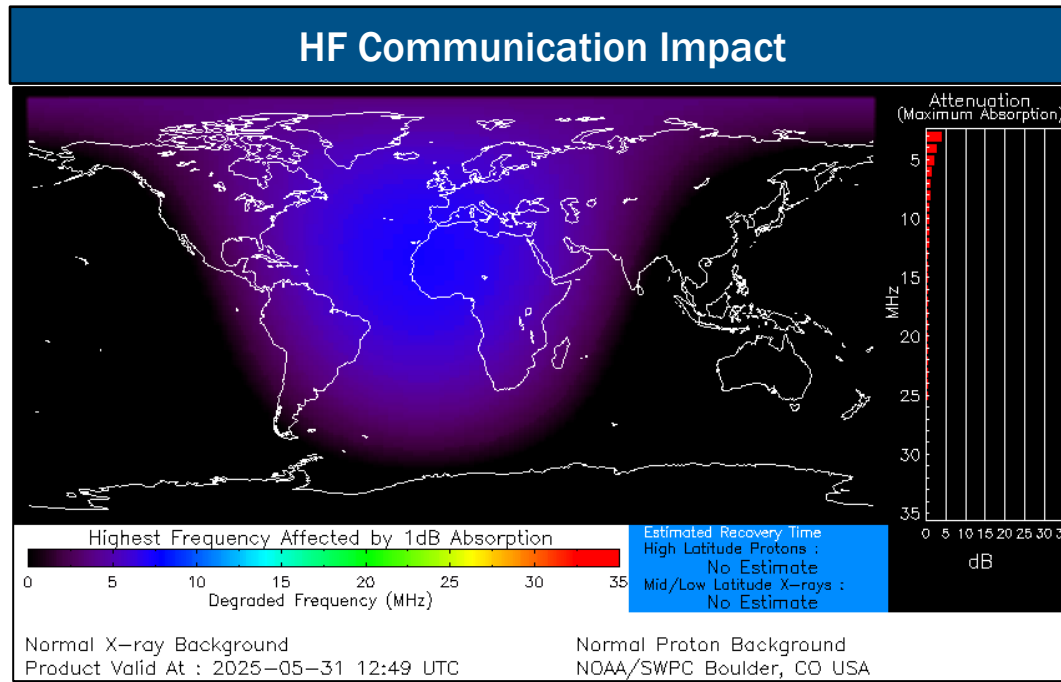 HF Communication Impact
Attenuation
(Maximum Absorption)
5
10
15
20
25
30
35
MHz
0 5 10 15 20 25 30
dB
Highest Frequency Affected by 1dB Absorption
0 5 10 15 20 25 30 35
Degraded Frequency (MHz)
Estimated Recovery Time
High Latitude Protons :
No Estimate
Mid/Low Latitude X-rays :
No Estimate
Normal X-ray Background
Product Valid At : 2025-05-31 12:49 UTC
Normal Proton Background
NOAA/SWPC Boulder, CO USA